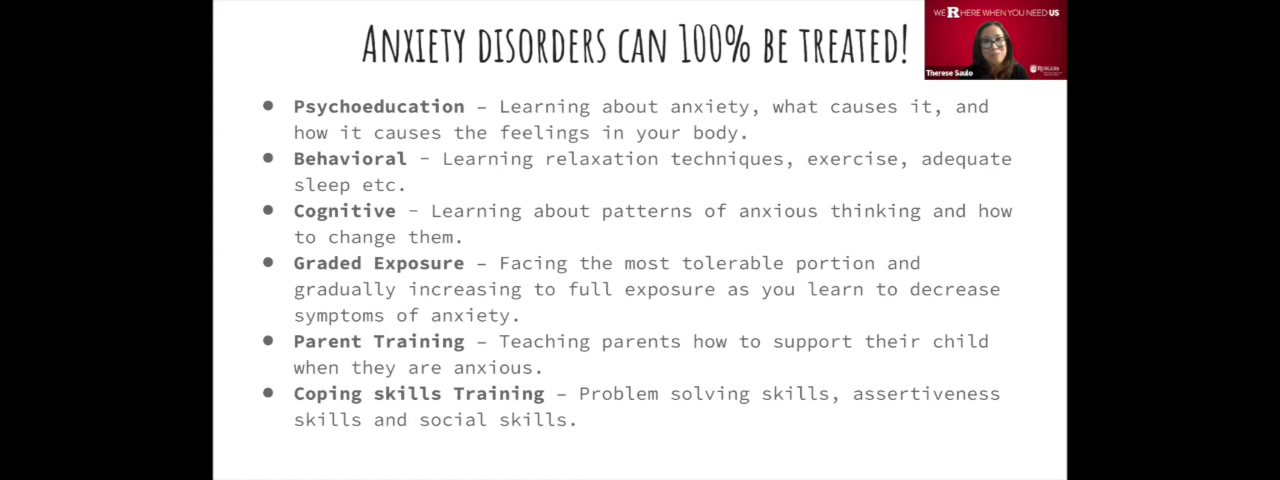 ANXIETY DISORDERS CAN 100% BE TREATED!
WE R HERE WHEN YOU NEED US
Therese Saulo
RUTGERS
● Psychoeducation – Learning about anxiety, what causes it, and
how it causes the feelings in your body.
● Behavioral – Learning relaxation techniques, exercise, adequate
sleep etc.
● Cognitive – Learning about patterns of anxious thinking and how
to change them.
● Graded Exposure – Facing the most tolerable portion and
gradually increasing to full exposure as you learn to decrease
symptoms of anxiety.
● Parent Training – Teaching parents how to support their child
when they are anxious.
● Coping skills Training – Problem solving skills, assertiveness
skills and social skills.